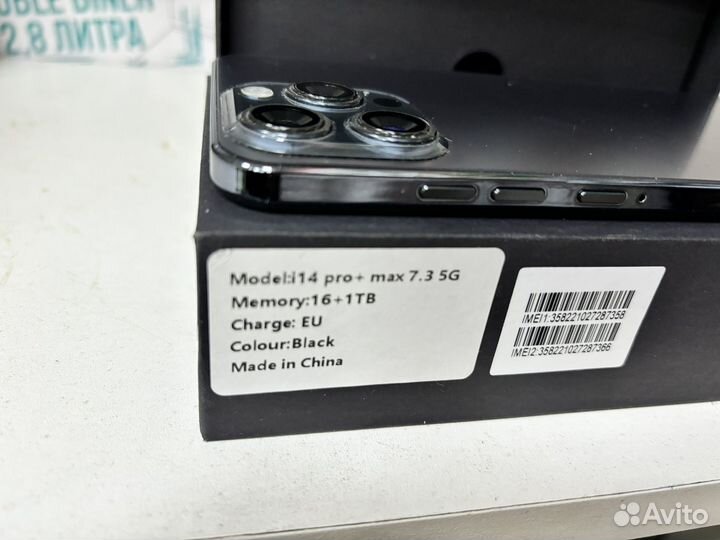 2.8 ЛИТРА
Model:i14 pro+ max 7.3 5G
Memory:16+1TB
Charge: EU
Colour:Black
Made in China
IMEI1:358221027287358
IMEI2:358221027287366
Avito